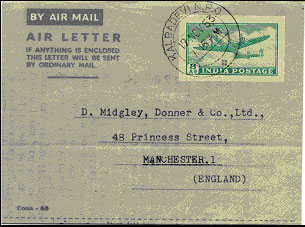 BY AIR MAIL
AIR LETTER
IF ANYTHING IS ENCLOSED
THIS LETTER WILL BE SENT
BY ORDINARY MAIL.
KALBADEVI
INDIA POSTAGE
D. Midgley, Donner & Co.,Ltd.,
48 Princess Street,
MANCHESTER.1
(ENGLAND)